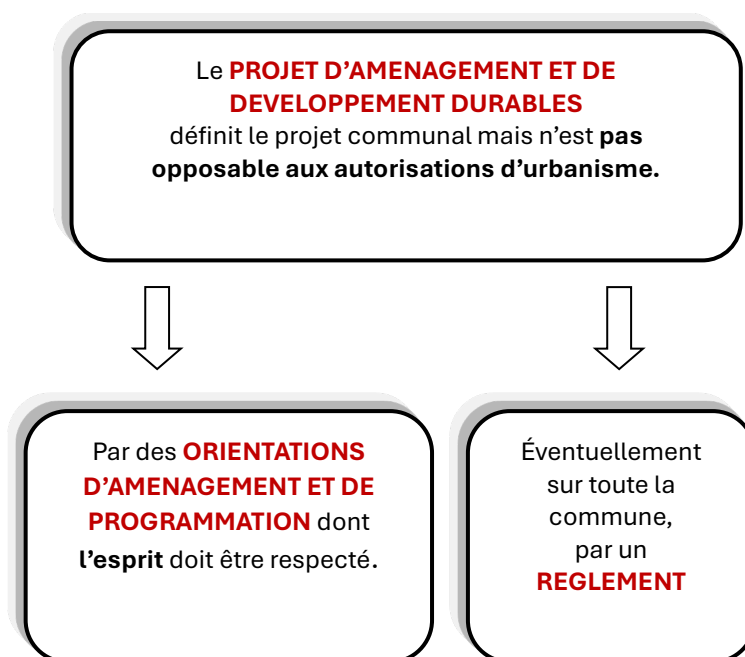 Le PROJET D’AMENAGEMENT ET DE
DEVELOPPEMENT DURABLES
définit le projet communal mais n’est pas
opposable aux autorisations d’urbanisme.
Par des ORIENTATIONS
D’AMENAGEMENT ET DE
PROGRAMMATION dont
l’esprit doit être respecté.
Éventuellement
sur toute la
commune,
par un
REGLEMENT